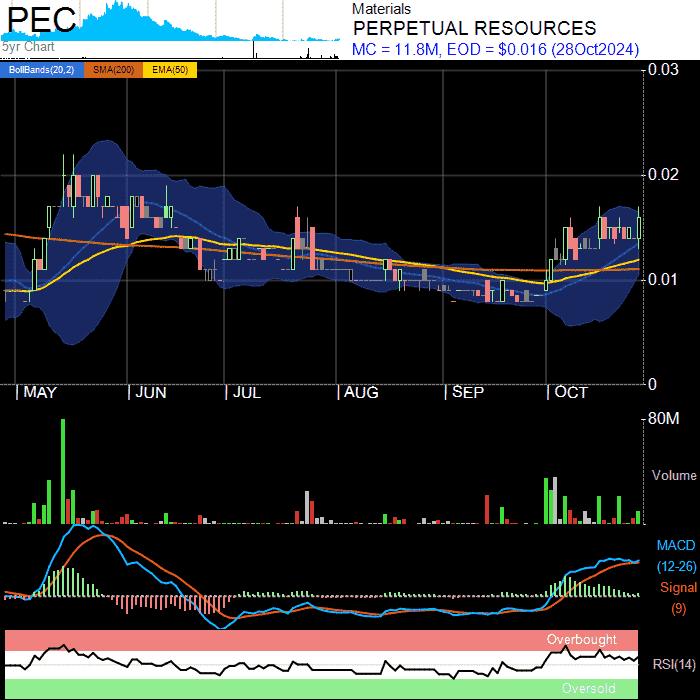 PEC
5yr Chart
Materials
PERPETUAL RESOURCES
MC = 11.8M, EOD = $0.016 (28Oct2024)
BollBands(20,2) SMA(200) EMA(50)
0.03
0.02
0.01
0
MAY JUN JUL AUG SEP OCT
80M
Volume
MACD
(12-26)
Signal
(9)
Overbought
RSI(14)
Oversold